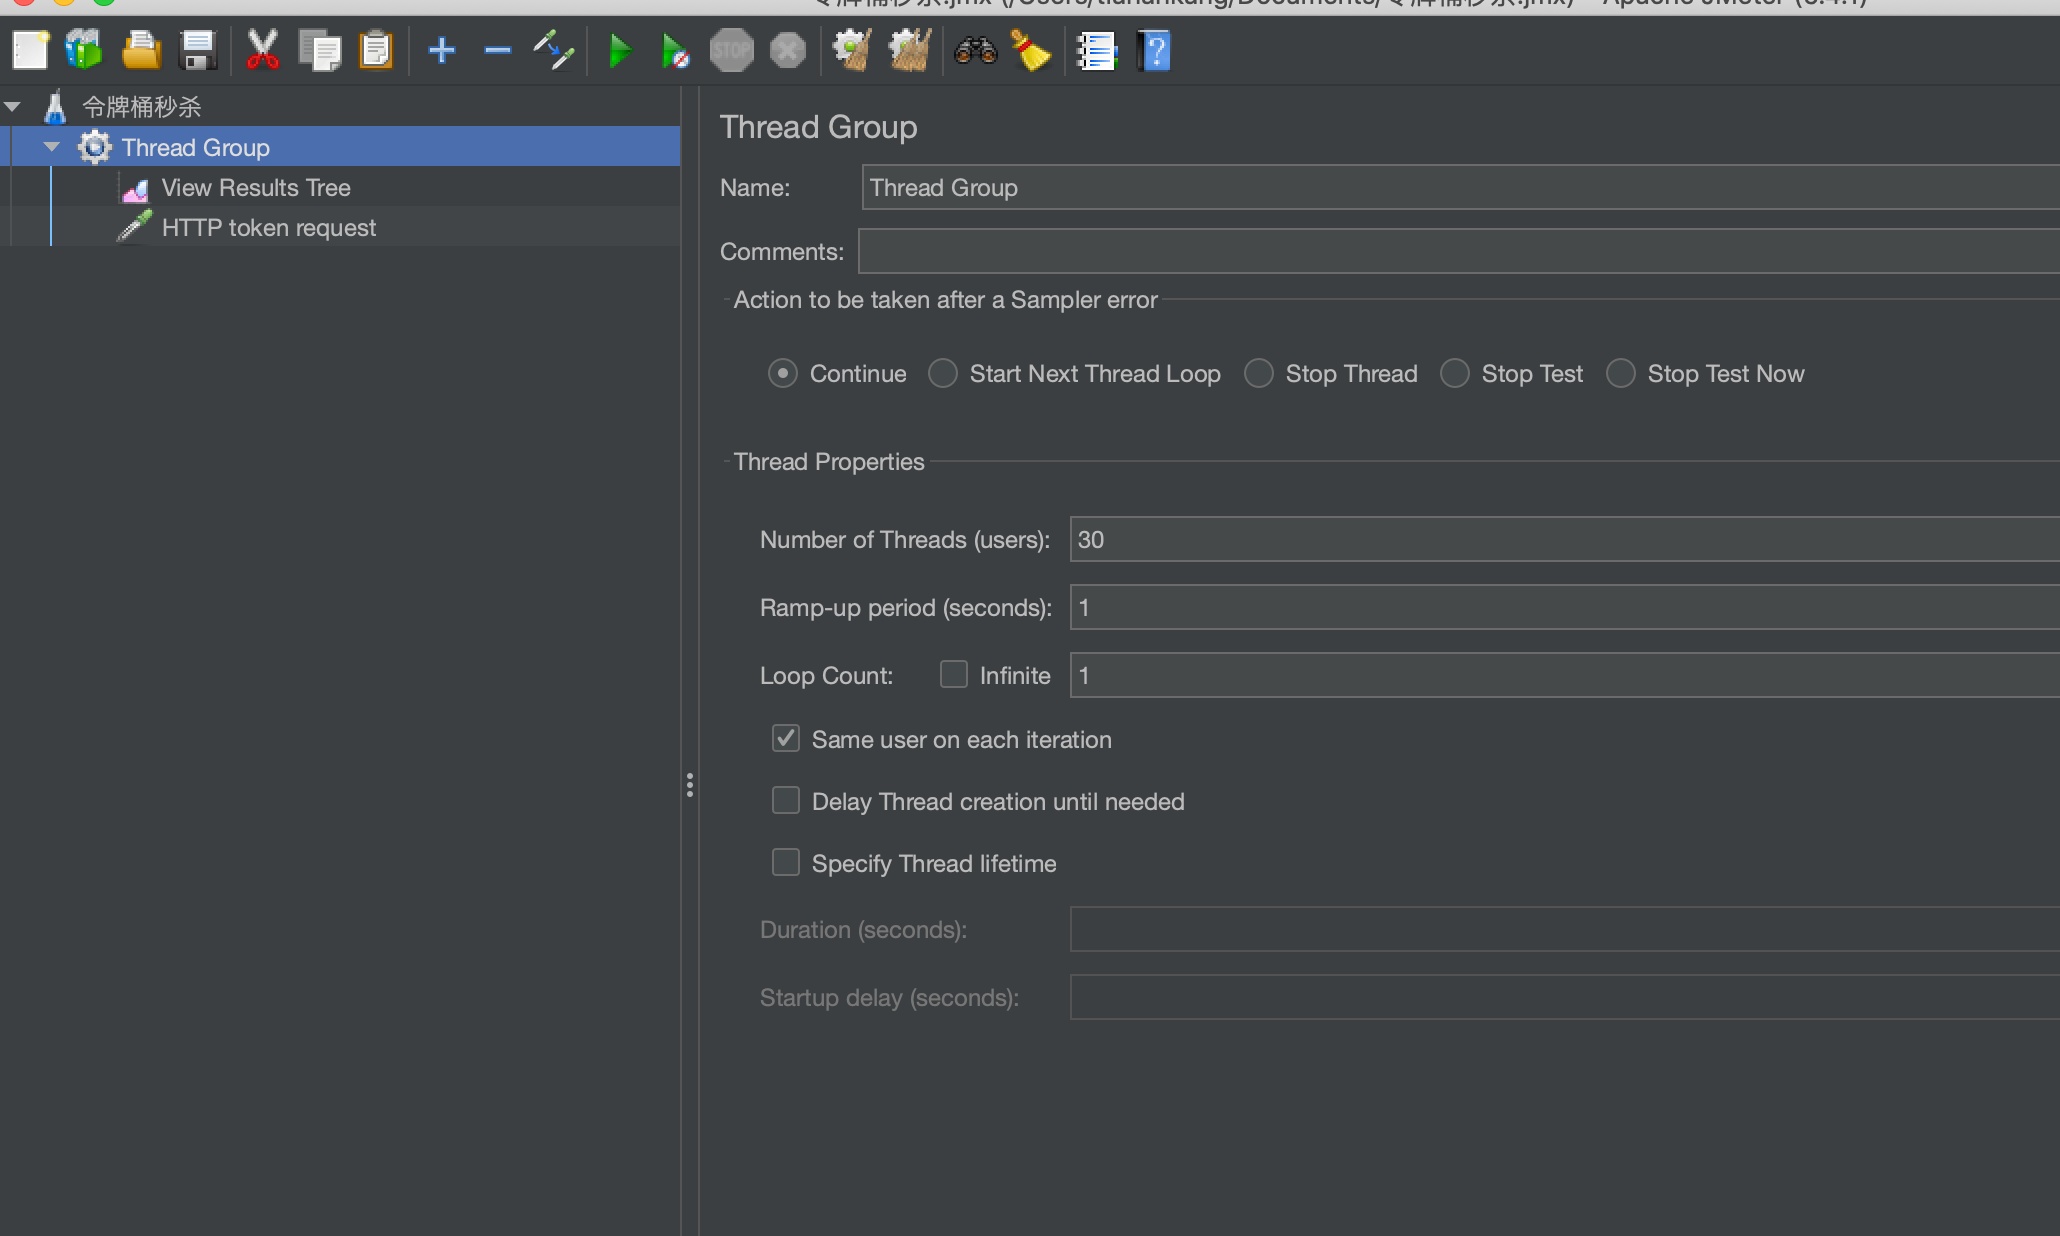 STOP
令牌桶秒杀
Thread Group
View Results Tree
HTTP token request
Thread Group
Name: Thread Group
Comments:
Action to be taken after a Sampler error
Continue Start Next Thread Loop Stop Thread Stop Test Stop Test Now
Thread Properties
Number of Threads (users): 30
Ramp-up period (seconds): 1
Loop Count: Infinite 1
Same user on each iteration
Delay Thread creation until needed
Specify Thread lifetime
Duration (seconds):
Startup delay (seconds):